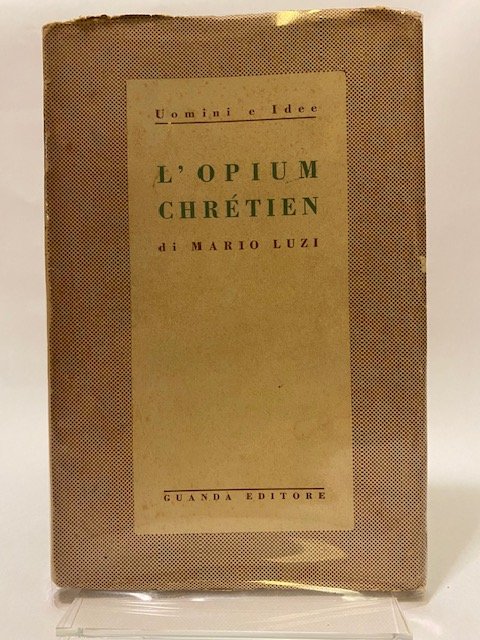 Uomini e Idee
L'OPIUM
CHRÉTIEN
di MARIO LUZI
GUANDA EDITORE